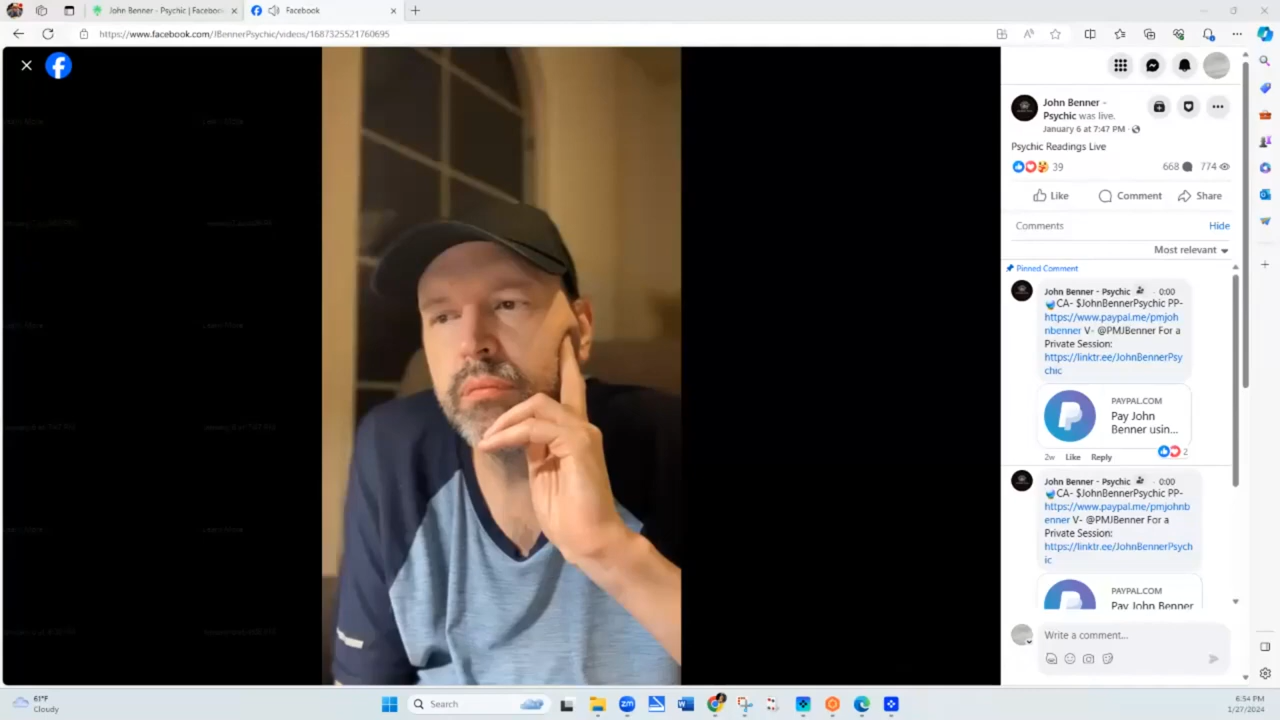 John Benner - Psychic | Faceboo
Facebook
https://www.facebook.com/JBennerPsychic/videos/1687325521760695
John Benner -
Psychic was live.
January 6 at 7:47 PM
Psychic Readings Live
39
668
774
Like
Comment
Share
Comments
Hide
Most relevant
Pinned Comment
John Benner - Psychic
0:00
CA- $JohnBennerPsychic PP-
https://www.paypal.me/pmjoh
nbenner V- @PMJBenner For a
Private Session:
https://linktr.ee/JohnBennerPsy
chic
PAYPAL.COM
Pay John
Benner usin...
2w Like Reply
2
John Benner - Psychic
0:00
CA- $JohnBennerPsychic PP-
https://www.paypal.me/pmjohnb
enner V- @PMJBenner For a
Private Session:
https://linktr.ee/JohnBennerPsych
ic
PAYPAL.COM
Pay John Benner
Write a comment...
61°F
Cloudy
Search
6:54 PM
1/27/2024